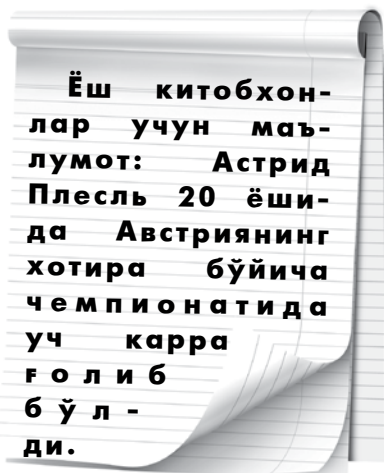 Ёш китобхон-
лар учун маъ-
лумот: Астрид
Плесль 20 ёши-
да Австриянинг
хотира бўйича
чемпионатида
уч карра
ғолиб
бўл-
ди.